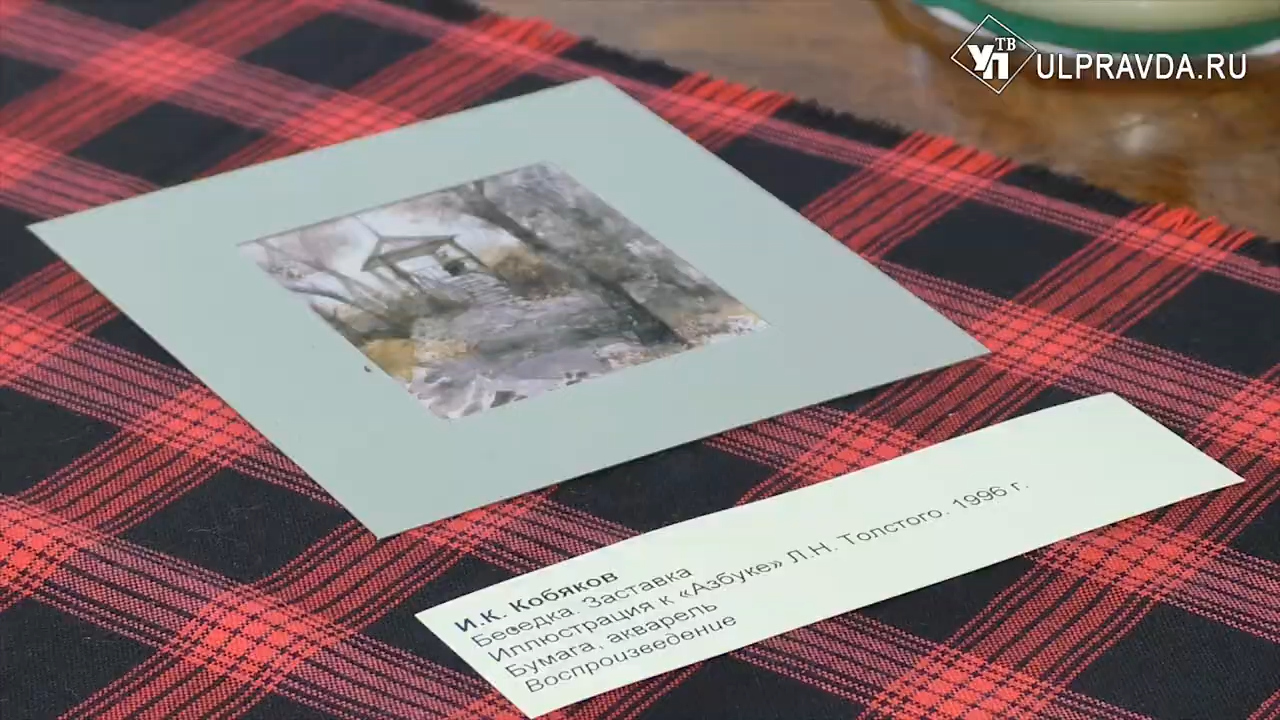 УП
ТВ
ULPRAVDA.RU
И.К. Кобяков
Беседка. Заставка
Иллюстрация к «Азбуке» Л.Н. Толстого. 1996 г.
Бумага, акварель
Воспроизведение